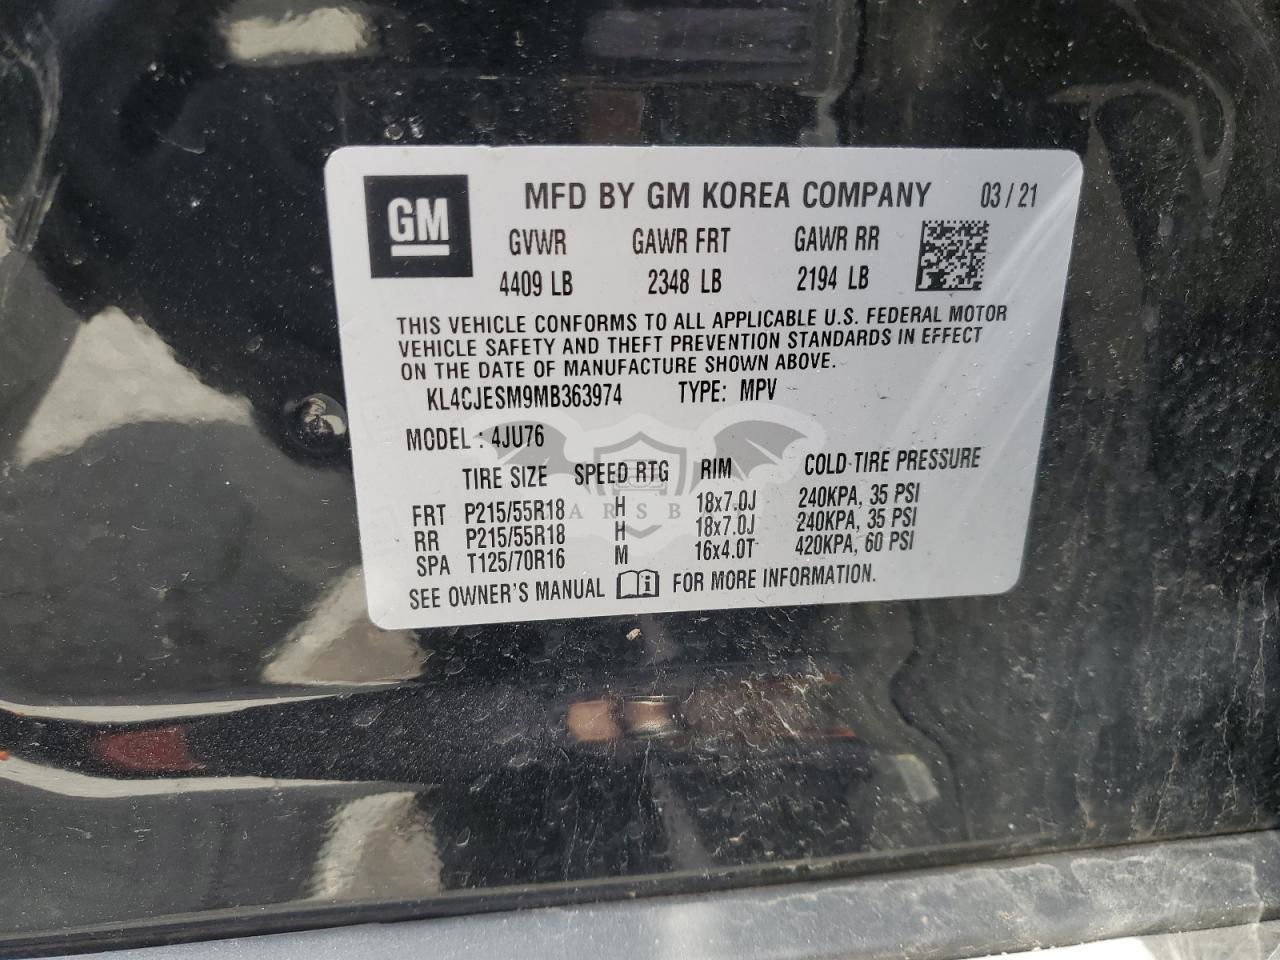 GM
MFD BY GM KOREA COMPANY 03/21
GVWR GAWR FRT GAWR RR
4409 LB 2348 LB 2194 LB
THIS VEHICLE CONFORMS TO ALL APPLICABLE U.S. FEDERAL MOTOR
VEHICLE SAFETY AND THEFT PREVENTION STANDARDS IN EFFECT
ON THE DATE OF MANUFACTURE SHOWN ABOVE.
KL4CJESM9MB363974 TYPE: MPV
MODEL : 4JU76
TIRE SIZE SPEED RTG RIM COLD TIRE PRESSURE
FRT P215/55R18 H 18x7.0J 240KPA, 35 PSI
RR P215/55R18 H 18x7.0J 240KPA, 35 PSI
SPA T125/70R16 M 16x4.0T 420KPA, 60 PSI
SEE OWNER'S MANUAL FOR MORE INFORMATION.